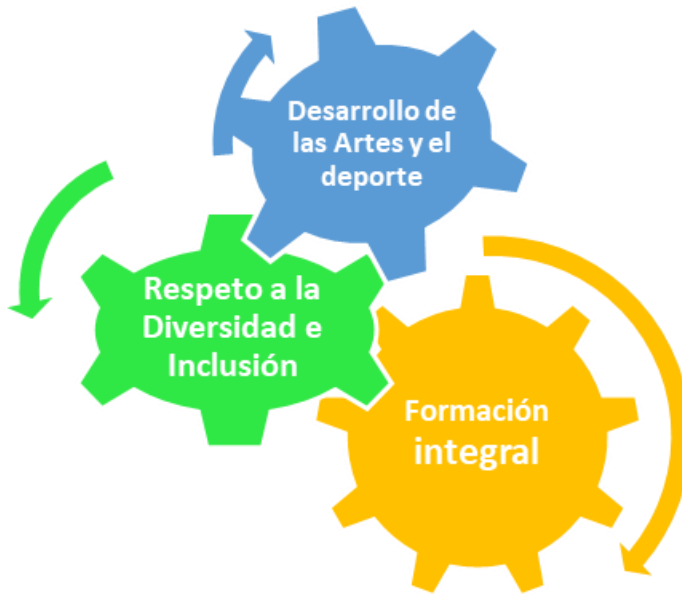 Desarrollo de
las Artes y el
deporte
Respeto a la
Diversidad e
Inclusión
Formación
integral